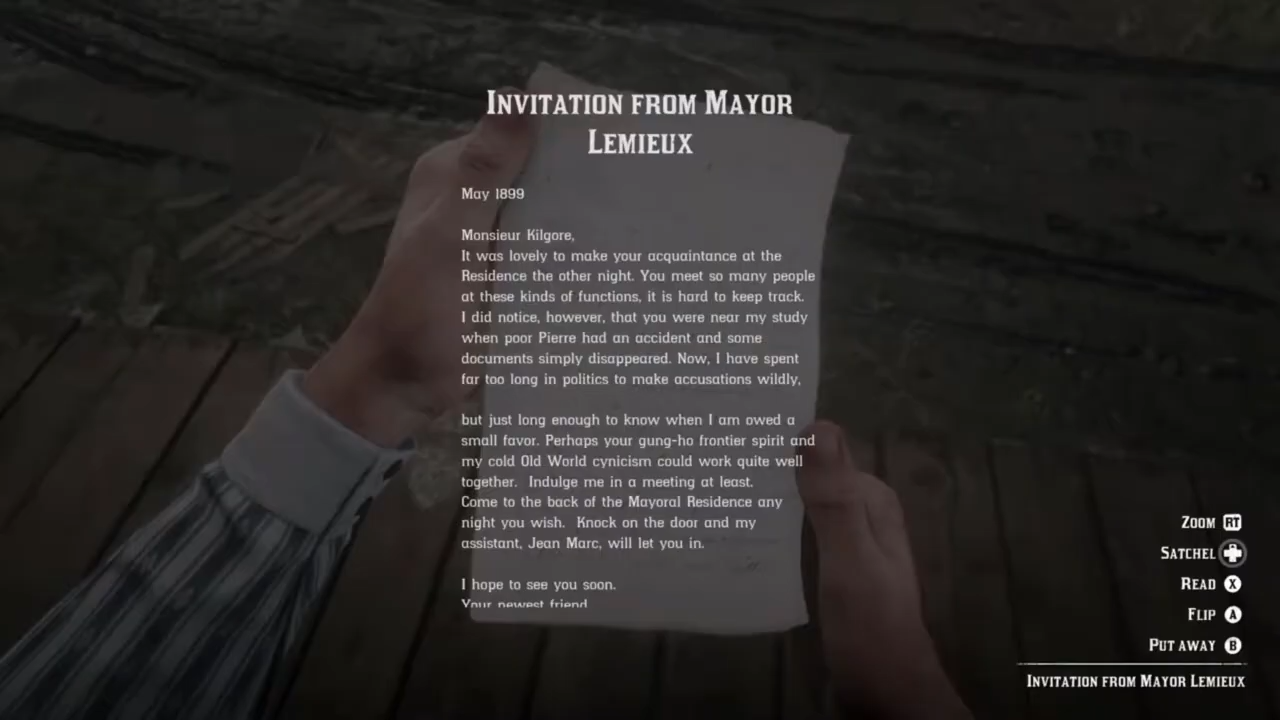 Invitation from Mayor
Lemieux
May 1899
Monsieur Kilgore,
It was lovely to make your acquaintance at the
Residence the other night. You meet so many people
at these kinds of functions, it is hard to keep track.
I did notice, however, that you were near my study
when poor Pierre had an accident and some
documents simply disappeared. Now, I have spent
far too long in politics to make accusations wildly,
but just long enough to know when I am owed a
small favor. Perhaps your gung-ho frontier spirit and
my cold Old World cynicism could work quite well
together.  Indulge me in a meeting at least.
Come to the back of the Mayoral Residence any
night you wish.  Knock on the door and my
assistant, Jean Marc, will let you in.
I hope to see you soon.
Your newest friend
Zoom RT
Satchel
Read X
Flip A
Put away B
Invitation from Mayor Lemieux